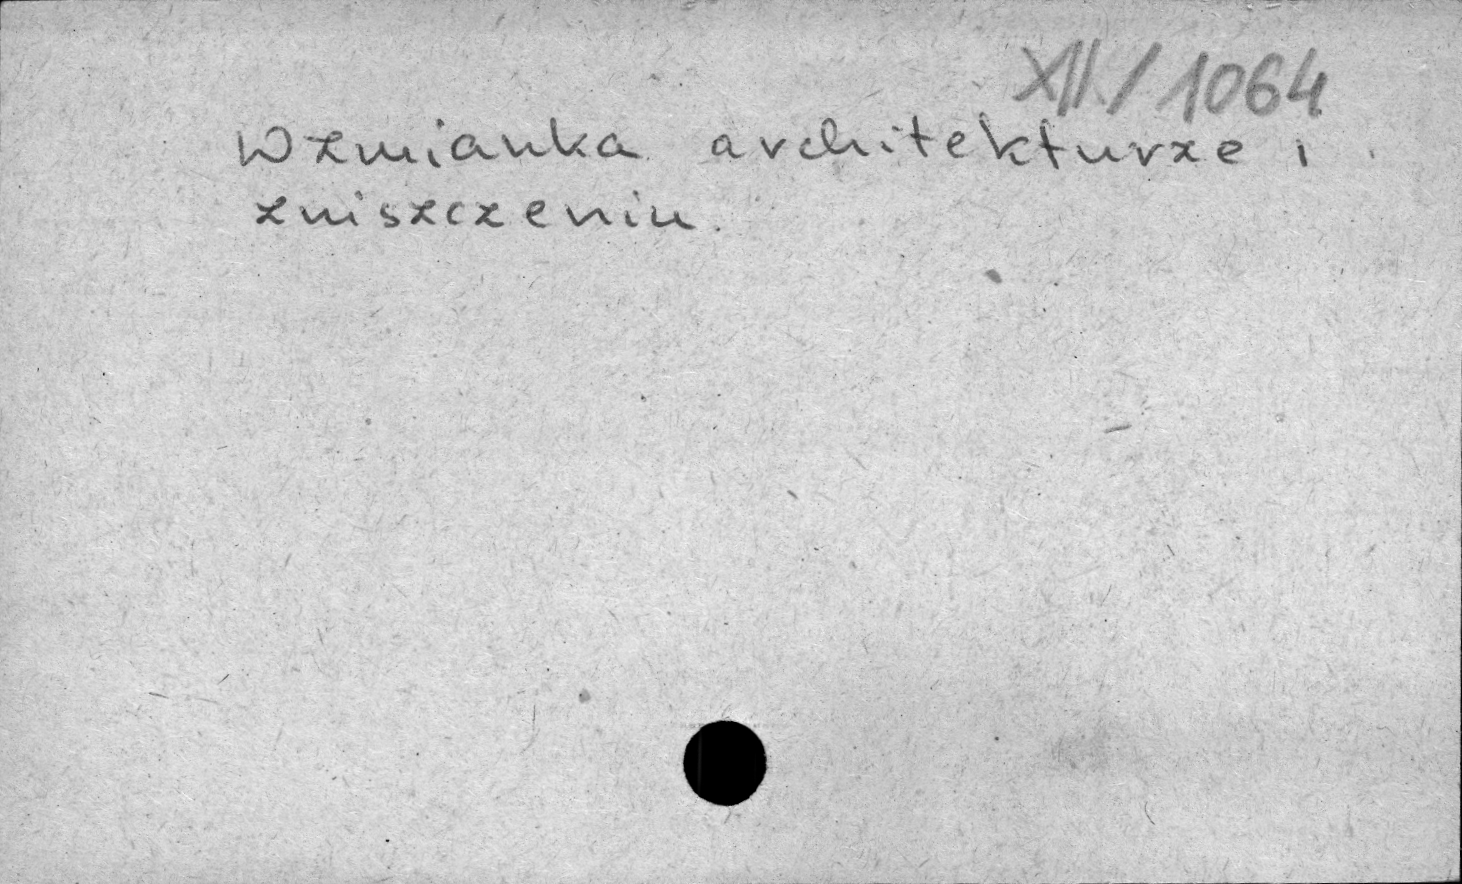 XII/1064
Wzmianka architekturze i
zniszczeniu.